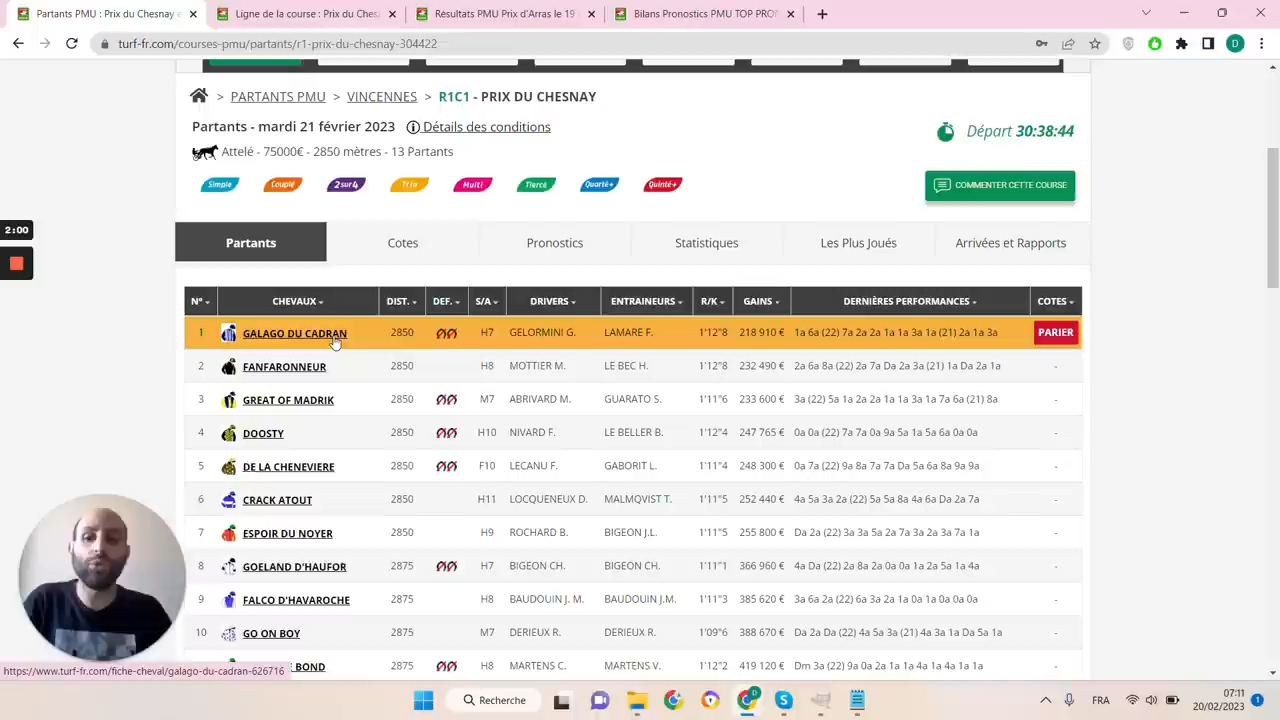 Partants PMU : Prix du Chesnay
Ligne de la course : Prix du Ches
Résultats PMU Prix d'Arras le 19
Bilans Pronostics PMU TOP PRO
turf-fr.com/courses-pmu/partants/r1-prix-du-chesnay-304422
D
> PARTANTS PMU > VINCENNES > R1C1 - PRIX DU CHESNAY
Partants - mardi 21 février 2023 Détails des conditions
Départ 30:38:44
Attelé - 75000€ - 2850 mètres - 13 Partants
Simple Couplé 2sur4 Trio Multi Tiercé Quarté+ Quinté+
COMMENTER CETTE COURSE
2:00
Partants Cotes Pronostics Statistiques Les Plus Joués Arrivées et Rapports
N° CHEVAUX DIST. DEF. S/A DRIVERS ENTRAINEURS R/K GAINS DERNIÈRES PERFORMANCES COTES
1 GALAGO DU CADRAN 2850 H7 GELORMINI G. LAMARE F. 1'12"8 218 910 € 1a 6a (22) 7a 2a 2a 1a 1a 3a 1a (21) 2a 1a 3a PARIER
2 FANFARONNEUR 2850 H8 MOTTIER M. LE BEC H. 1'12"8 232 490 € 2a 6a 8a (22) 2a 7a Da 2a 3a (21) 1a Da 2a 1a -
3 GREAT OF MADRIK 2850 M7 ABRIVARD M. GUARATO S. 1'11"6 233 600 € 3a (22) 5a 1a 2a 2a 1a 1a 3a 1a 7a 6a (21) 8a -
4 DOOSTY 2850 H10 NIVARD F. LE BELLER B. 1'12"4 247 765 € 0a 0a (22) 7a 7a 0a 9a 5a 1a 5a 6a 0a 0a -
5 DE LA CHENEVIERE 2850 F10 LECANU F. GABORIT L. 1'11"4 248 300 € 0a 7a (22) 9a 8a 7a 7a Da 5a 6a 8a 9a 9a -
6 CRACK ATOUT 2850 H11 LOCQUENEUX D. MALMQVIST T. 1'11"5 252 440 € 4a 5a 3a 2a (22) 5a 5a 8a 4a 6a Da 2a 7a -
7 ESPOIR DU NOYER 2850 H9 ROCHARD B. BIGEON J.L. 1'11"5 255 800 € Da 2a (22) 3a 3a 5a 2a 7a 3a 2a 3a 7a 1a -
8 GOELAND D'HAUFOR 2875 H7 BIGEON CH. BIGEON CH. 1'11"1 366 960 € 4a Da (22) 2a 8a 2a 0a 0a 1a 2a 5a 1a 4a -
9 FALCO D'HAVAROCHE 2875 H8 BAUDOUIN J. M. BAUDOUIN J.M. 1'11"3 385 620 € 3a 6a 2a (22) 6a 3a 2a 1a 0a 1a 0a 0a 0a -
10 GO ON BOY 2875 M7 DERIEUX R. DERIEUX R. 1'09"6 388 670 € Da 2a Da (22) 4a 5a 3a (21) 4a 3a 1a Da 5a 1a -
BOND 2875 H8 MARTENS C. MARTENS V. 1'12"2 419 120 € Dm 3a (22) 9a 0a 2a 1a 1a 4a 1a 4a 1a 1a -
https://www.turf-fr.com/fiche-cheval/galago-du-cadran-626716
Recherche
FRA
07:11
20/02/2023
1